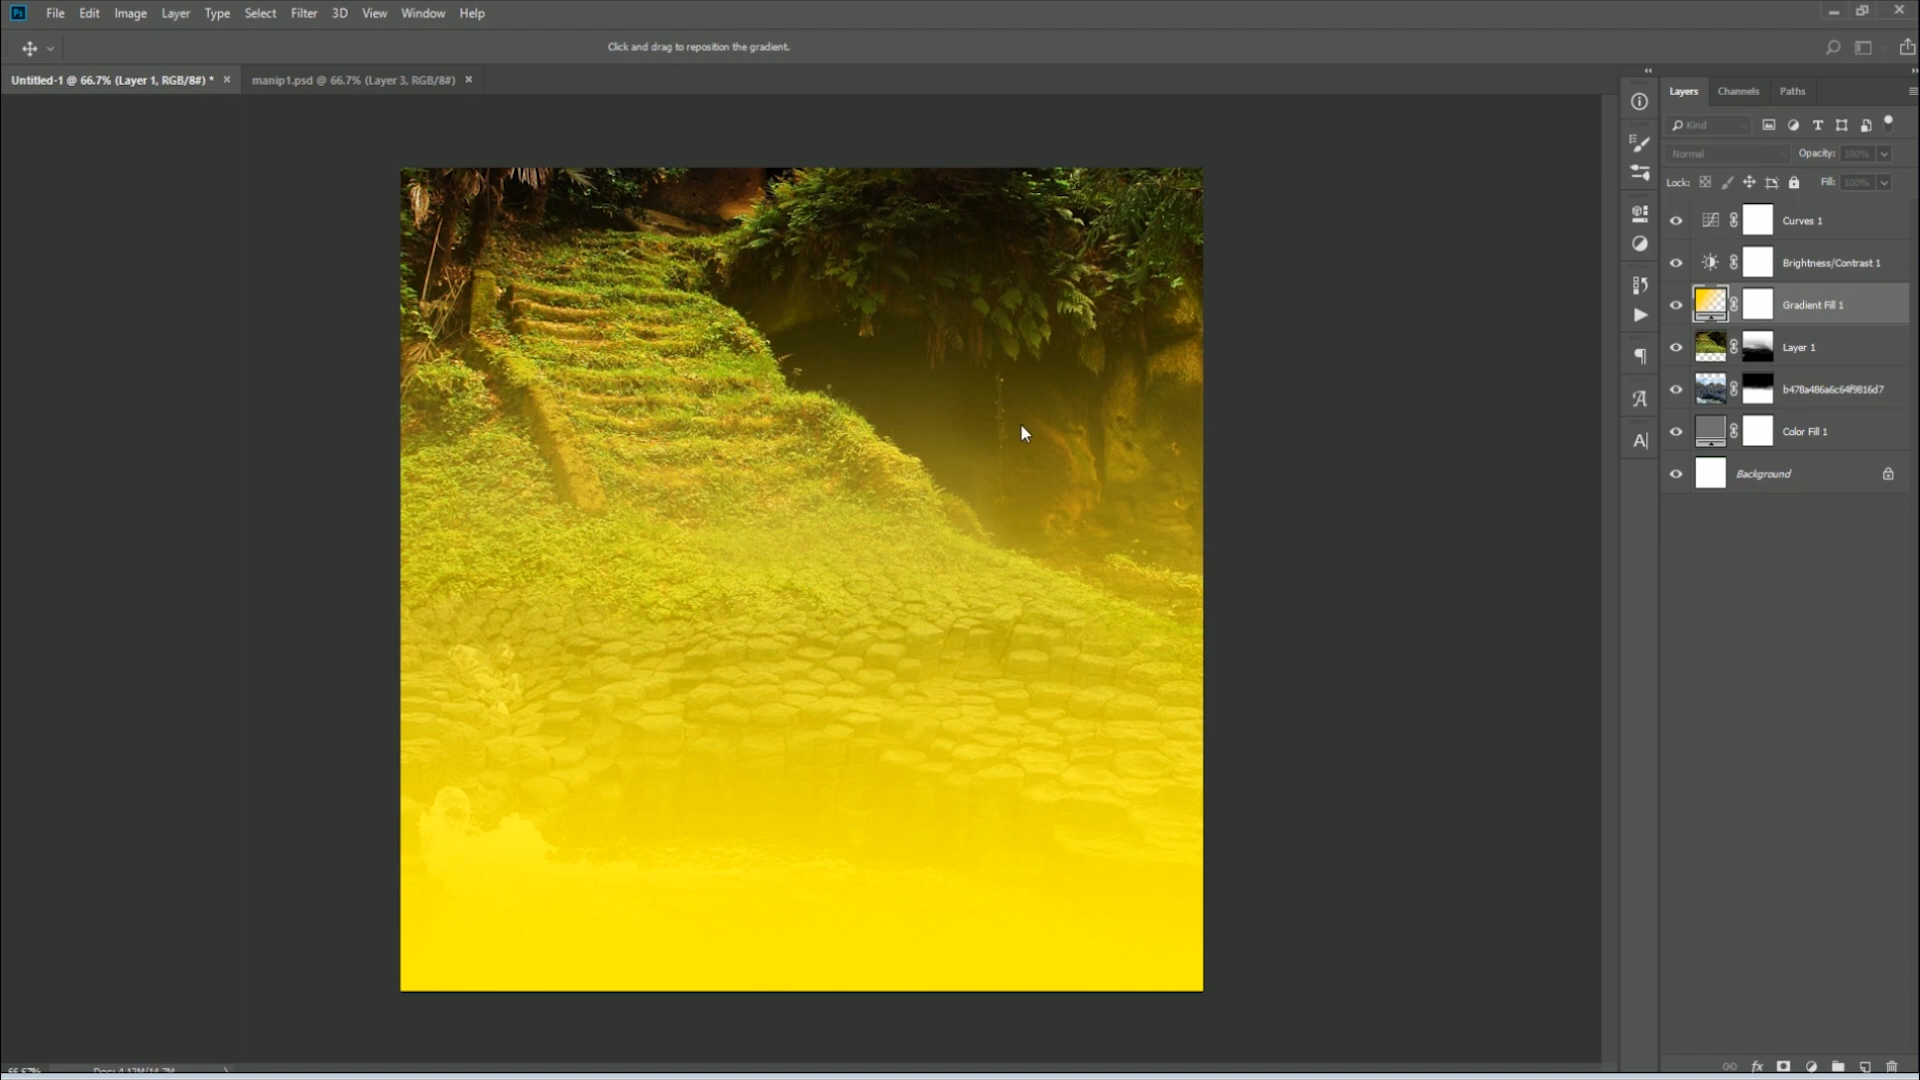 Ps File Edit Image Layer Type Select Filter 3D View Window Help
Click and drag to reposition the gradient.
Untitled-1 @ 66.7% (Layer 1, RGB/8#) * × manip1.psd @ 66.7% (Layer 3, RGB/8#) ×
Layers Channels Paths
Kind
Normal Opacity: 100%
Lock: Fill: 100%
Curves 1
Brightness/Contrast 1
Gradient Fill 1
Layer 1
b478a486a6c64f9816d7
Color Fill 1
Background
66.67% Doc: 4.12M/14.7M
fx